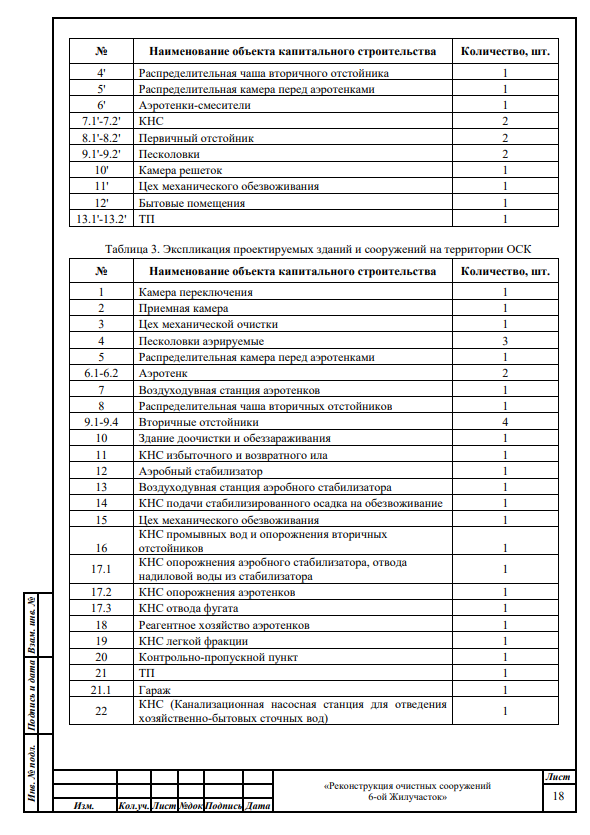 № Наименование объекта капитального строительства Количество, шт.
4' Распределительная чаша вторичного отстойника 1
5' Распределительная камера перед аэротенками 1
6' Аэротенки-смесители 1
7.1'-7.2' КНС 2
8.1'-8.2' Первичный отстойник 2
9.1'-9.2' Песколовки 2
10' Камера решеток 1
11' Цех механического обезвоживания 1
12' Бытовые помещения 1
13.1'-13.2' ТП 1
Таблица 3. Экспликация проектируемых зданий и сооружений на территории ОСК
№ Наименование объекта капитального строительства Количество, шт.
1 Камера переключения 1
2 Приемная камера 1
3 Цех механической очистки 1
4 Песколовки аэрируемые 3
5 Распределительная камера перед аэротенками 1
6.1-6.2 Аэротенк 2
7 Воздуходувная станция аэротенков 1
8 Распределительная чаша вторичных отстойников 1
9.1-9.4 Вторичные отстойники 4
10 Здание доочистки и обеззараживания 1
11 КНС избыточного и возвратного ила 1
12 Аэробный стабилизатор 1
13 Воздуходувная станция аэробного стабилизатора 1
14 КНС подачи стабилизированного осадка на обезвоживание 1
15 Цех механического обезвоживания 1
КНС промывных вод и опорожнения вторичных
16 отстойников 1
КНС опорожнения аэробного стабилизатора, отвода
17.1 1
надиловой воды из стабилизатора
17.2 КНС опорожнения аэротенков 1
17.3 КНС отвода фугата 1
18 Реагентное хозяйство аэротенков 1
19 КНС легкой фракции 1
20 Контрольно-пропускной пункт 1
21 ТП 1
21.1 Гараж 1
КНС (Канализационная насосная станция для отведения
22 1
хозяйственно-бытовых сточных вод)
Взам. инв. №
Подпись и дата
Инв. № подл.
Изм. Кол.уч. Лист №док Подпись Дата
«Реконструкция очистных сооружений
6-ой Жилучасток»
Лист
18